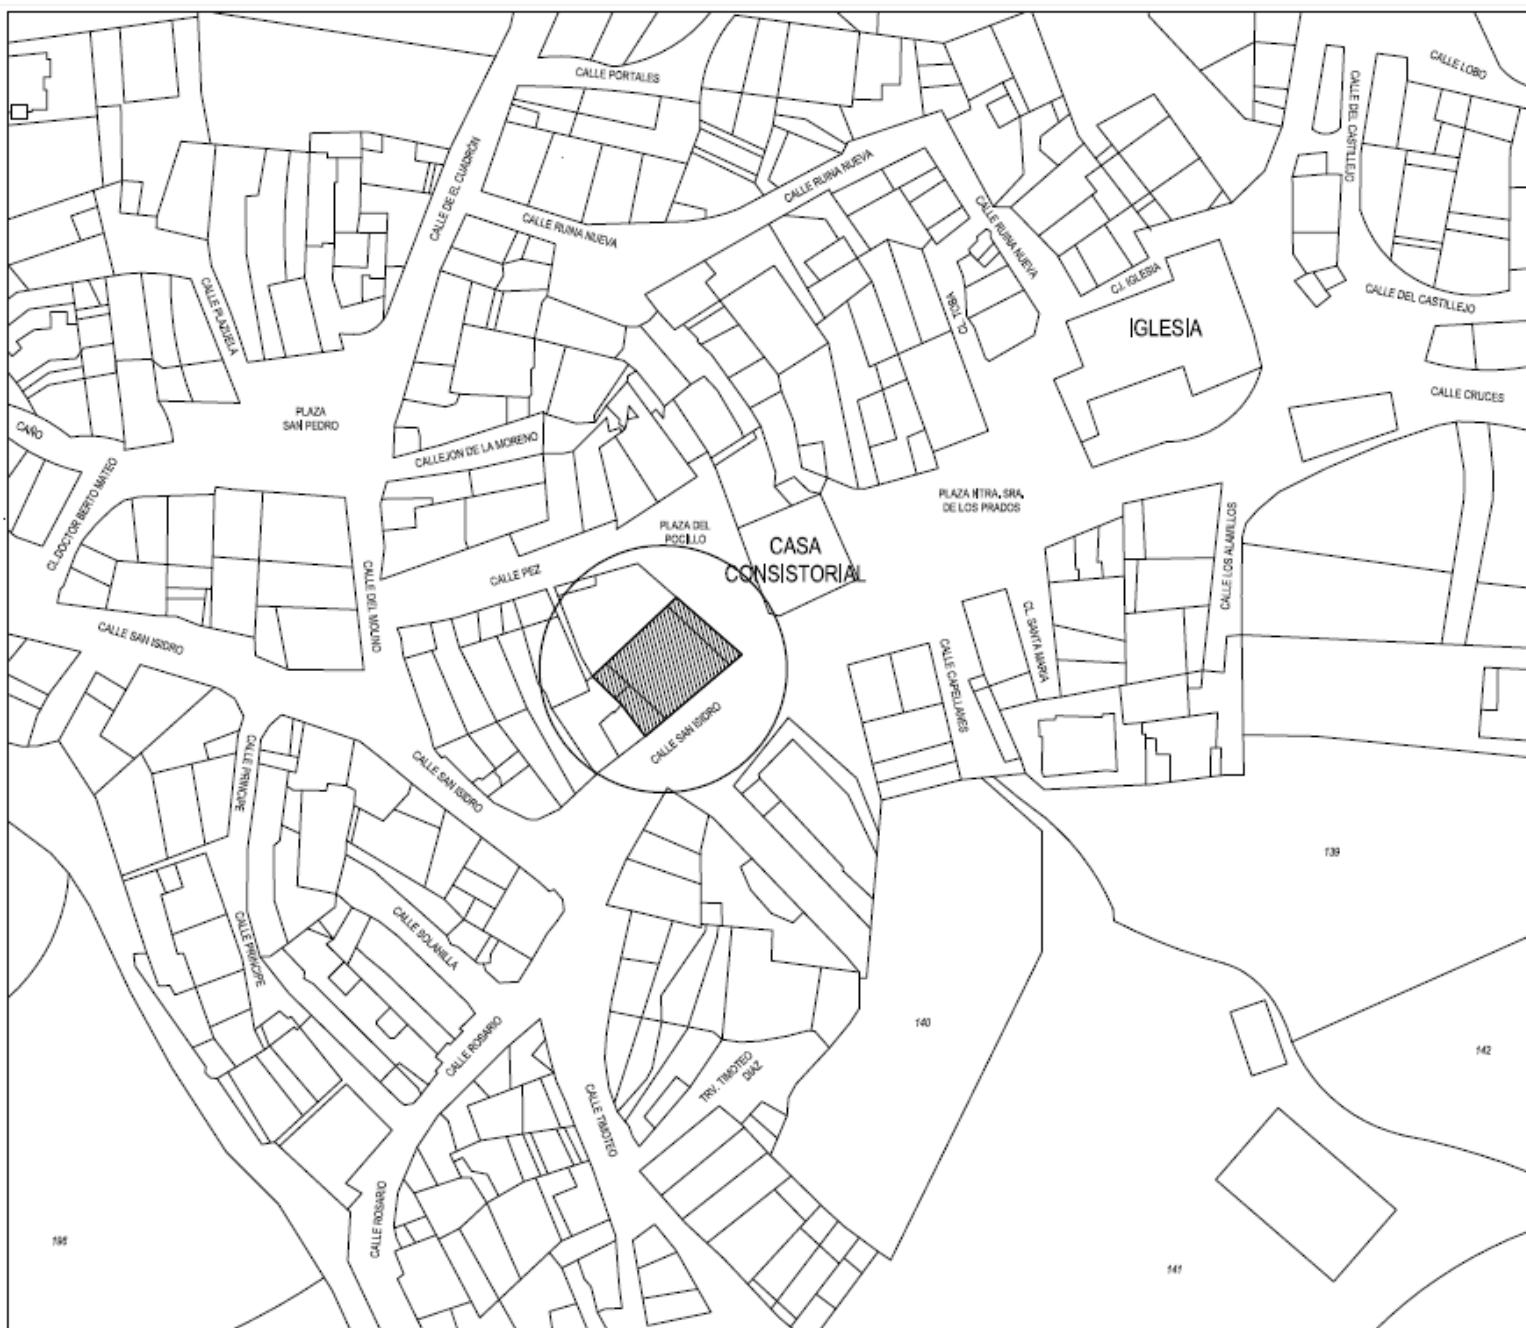 CALLE PORTALES
CALLE LOBO
CALLE DEL CASTILLEJO
CALLE DE EL CUADRÓN
CALLE RUINA NUEVA
CALLE RUINA NUEVA
CALLE RUINA NUEVA
CALLE PLAZUELA
CL. TOBA
CJ. IGLESIA
IGLESIA
CALLE DEL CASTILLEJO
CALLE CRUCES
PLAZA
SAN PEDRO
CAÑO
CALLEJON DE LA MORENO
CL.DOCTOR BERTO MATEO
PLAZA NTRA. SRA.
DE LOS PRADOS
PLAZA DEL
POCILLO
CASA
CONSISTORIAL
CALLE PEZ
CALLE DEL MOLINO
CALLE LOS ALAMILLOS
CALLE SAN ISIDRO
CL. SANTA MARIA
CALLE CAPELLANES
CALLE SAN ISIDRO
CALLE SAN ISIDRO
CALLE PRINCIPE
139
CALLE SOLANILLA
CALLE PRINCIPE
140
142
CALLE ROSARIO
TRV. TIMOTEO
DIAZ
CALLE TIMOTEO
CALLE ROSARIO
198
141